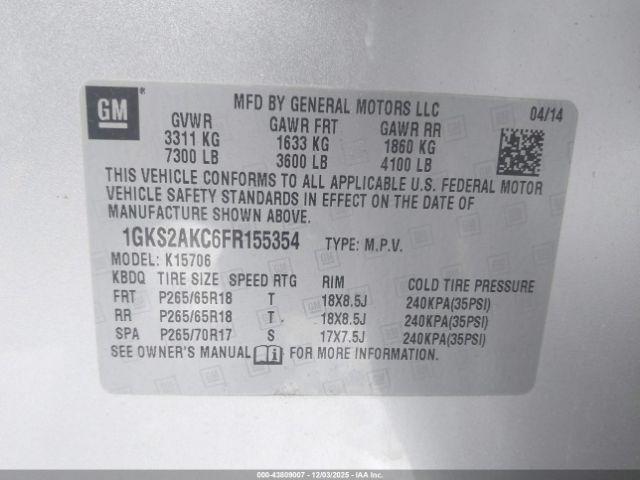 GM ®
MFD BY GENERAL MOTORS LLC
04/14
GVWR GAWR FRT GAWR RR
3311 KG 1633 KG 1860 KG
7300 LB 3600 LB 4100 LB
THIS VEHICLE CONFORMS TO ALL APPLICABLE U.S. FEDERAL MOTOR
VEHICLE SAFETY STANDARDS IN EFFECT ON THE DATE OF
MANUFACTURE SHOWN ABOVE.
1GKS2AKC6FR155354 TYPE: M.P.V.
MODEL: K15706
KBDQ TIRE SIZE SPEED RTG RIM COLD TIRE PRESSURE
FRT P265/65R18 T 18X8.5J 240KPA(35PSI)
RR P265/65R18 T 18X8.5J 240KPA(35PSI)
SPA P265/70R17 S 17X7.5J 240KPA(35PSI)
SEE OWNER'S MANUAL FOR MORE INFORMATION.
000-43809007 - 12/03/2025 - IAAI.COM